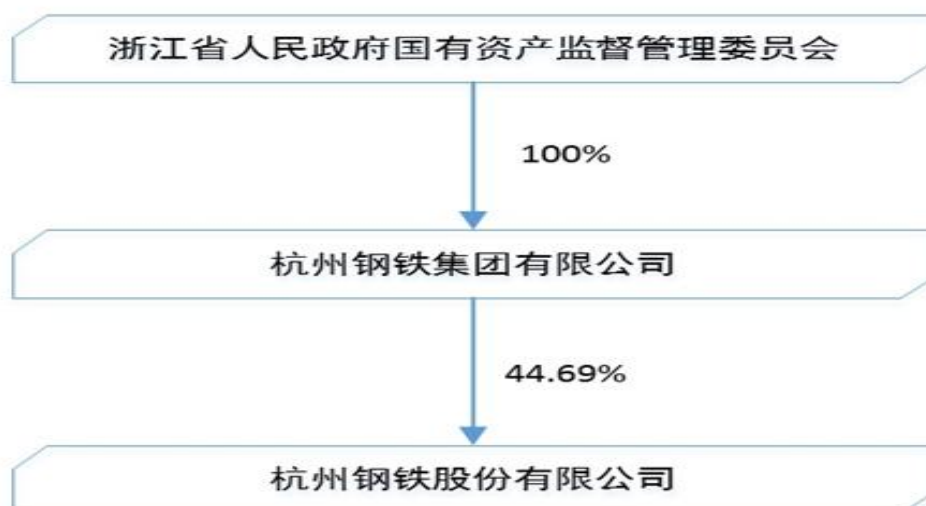 浙江省人民政府国有资产监督管理委员会
100%
杭州钢铁集团有限公司
44.69%
杭州钢铁股份有限公司